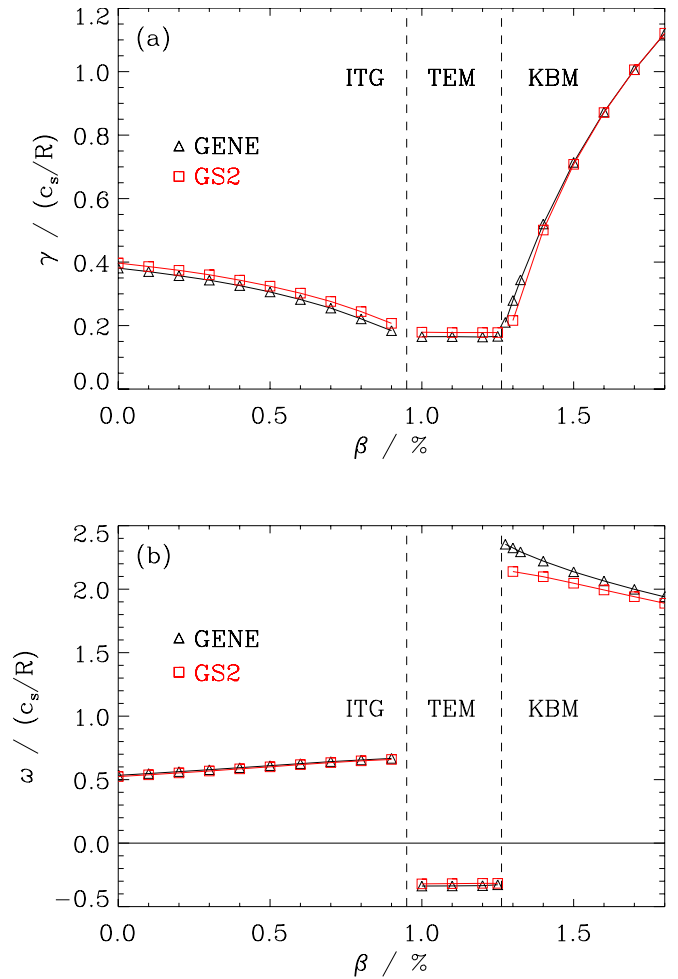 (a)
ITG TEM KBM
GENE
GS2
γ / (c_s/R)
1.2
1.0
0.8
0.6
0.4
0.2
0.0
0.0 0.5 1.0 1.5
β / %
(b)
GENE
GS2
ITG TEM KBM
ω / (c_s/R)
2.5
2.0
1.5
1.0
0.5
0.0
−0.5
0.0 0.5 1.0 1.5
β / %